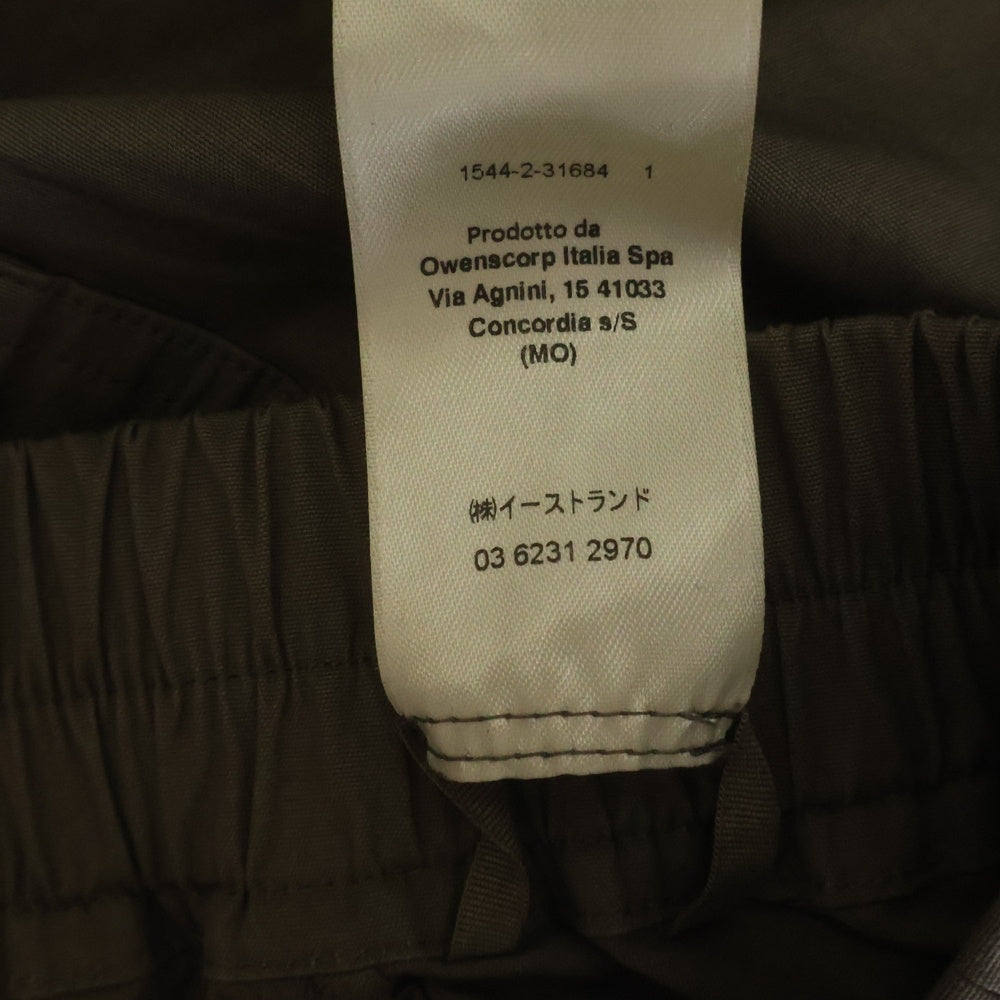 1544-2-31684 1
Prodotto da
Owenscorp Italia Spa
Via Agnini, 15 41033
Concordia s/S
(MO)
㈱イーストランド
03 6231 2970